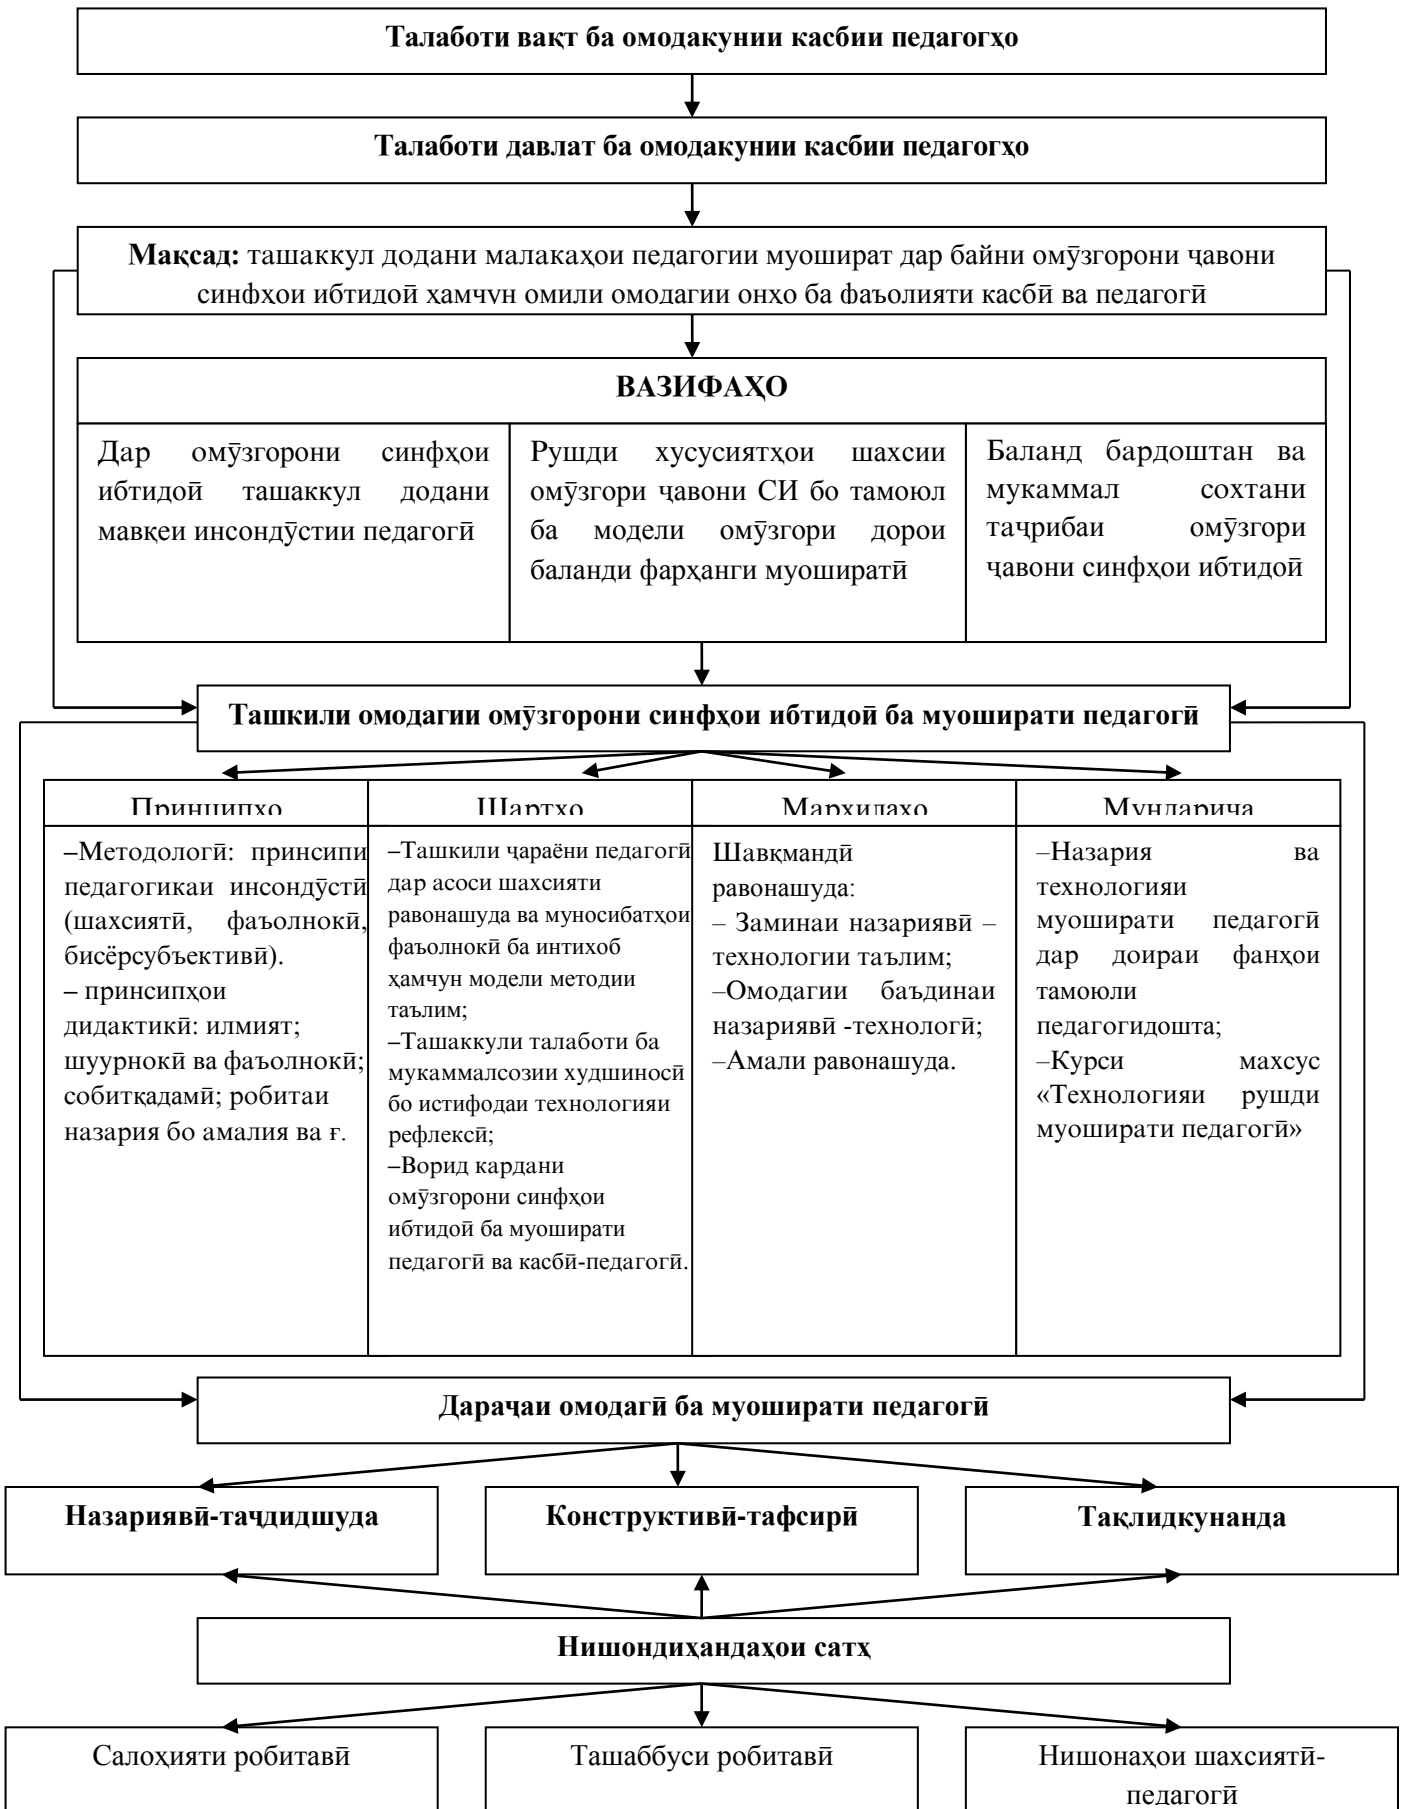 Талаботи вақт ба омодакунии касбии педагогҳо
Талаботи давлат ба омодакунии касбии педагогҳо
Мақсад: ташаккул додани малакаҳои педагогии муошират дар байни омӯзгорони ҷавони
синфҳои ибтидоӣ ҳамчун омили омодагии онҳо ба фаъолияти касбӣ ва педагогӣ
ВАЗИФАҲО
Дар омӯзгорони синфҳои
ибтидоӣ ташаккул додани
мавқеи инсондӯстии педагогӣ
Рушди хусусиятҳои шахсии
омӯзгори ҷавони СИ бо тамоюл
ба модели омӯзгори дорои
баланди фарҳанги муоширатӣ
Баланд бардоштан ва
мукаммал сохтани
таҷрибаи омӯзгори
ҷавони синфҳои ибтидоӣ
Ташкили омодагии омӯзгорони синфҳои ибтидоӣ ба муоширати педагогӣ
Принципҳо
Шартҳо
Марҳилаҳо
Мундариҷа
–Методологӣ: принсипи
педагогикаи инсондӯстӣ
(шахсиятӣ, фаъолнокӣ,
бисёрсубъективӣ).
– принсипҳои
дидактикӣ: илмият;
шуурнокӣ ва фаъолнокӣ;
собитқадамӣ; робитаи
назария бо амалия ва ғ.
–Ташкили ҷараёни педагогӣ
дар асоси шахсияти
равонашуда ва муносибатҳои
фаъолнокӣ ба интихоб
ҳамчун модели методии
таълим;
–Ташаккули талаботи ба
мукаммалсозии худшиносӣ
бо истифодаи технологияи
рефлексӣ;
–Ворид кардани
омӯзгорони синфҳои
ибтидоӣ ба муоширати
педагогӣ ва касбӣ-педагогӣ.
Шавқмандӣ
равонашуда:
– Заминаи назариявӣ –
технологии таълим;
–Омодагии баъдинаи
назариявӣ -технологӣ;
–Амали равонашуда.
–Назария ва
технологияи
муоширати педагогӣ
дар доираи фанҳои
тамоюли
педагогидошта;
–Курси махсус
«Технологияи рушди
муоширати педагогӣ»
Дараҷаи омодагӣ ба муоширати педагогӣ
Назариявӣ-таҷдидшуда
Конструктивӣ-тафсирӣ
Тақлидкунанда
Нишондиҳандаҳои сатҳ
Салоҳияти робитавӣ
Ташаббуси робитавӣ
Нишонаҳои шахсиятӣ-
педагогӣ